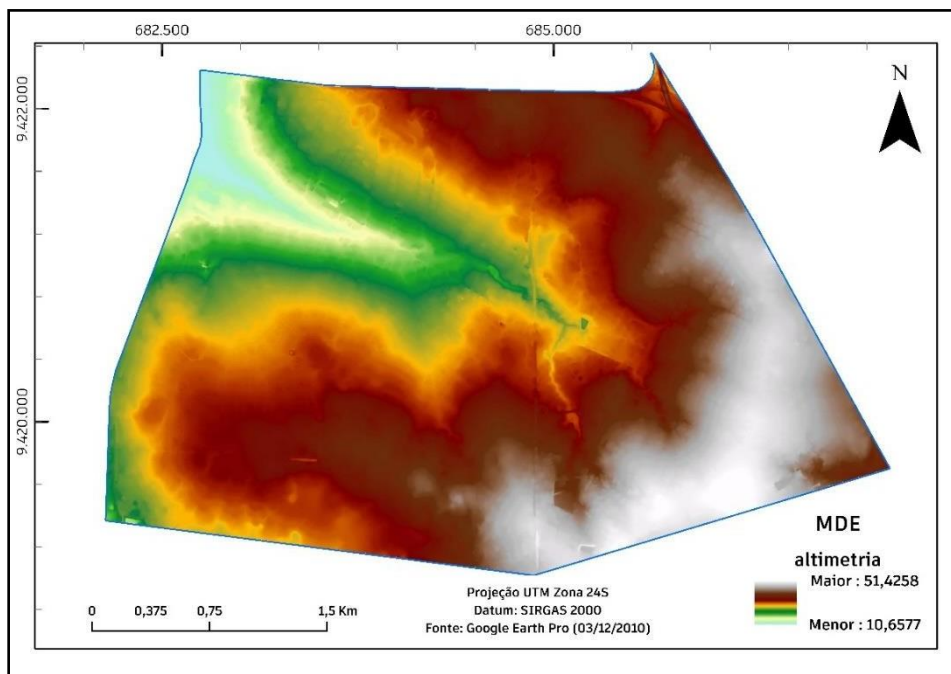 682.500 685.000
9.422.000
9.420.000
N
MDE
altimetria
Maior : 51,4258
Menor : 10,6577
0 0,375 0,75 1,5 Km
Projeção UTM Zona 24S
Datum: SIRGAS 2000
Fonte: Google Earth Pro (03/12/2010)